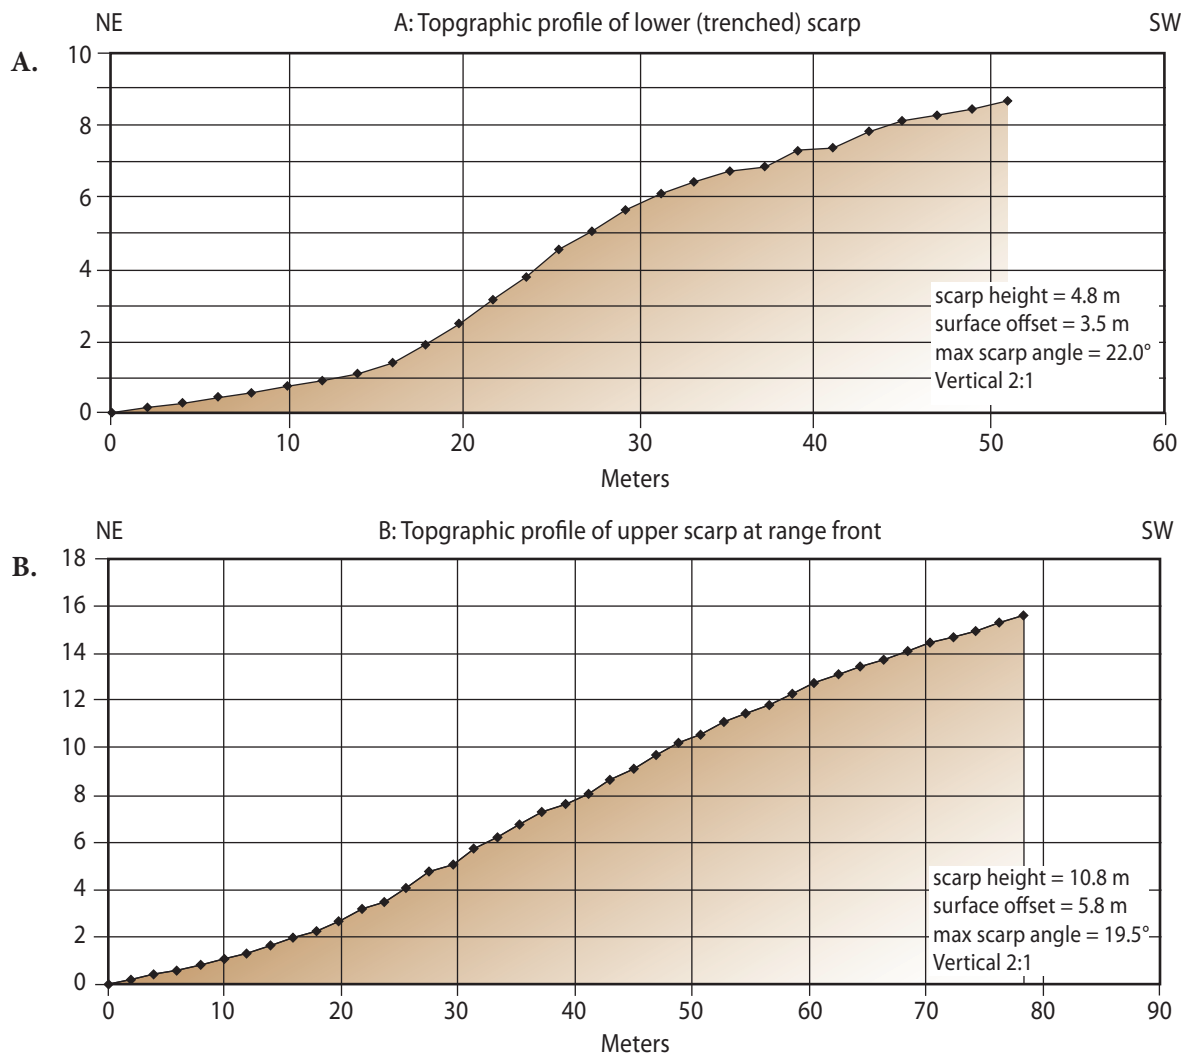 NE A: Topgraphic profile of lower (trenched) scarp SW
A.
10
8
6
4
2
0
scarp height = 4.8 m
surface offset = 3.5 m
max scarp angle = 22.0°
Vertical 2:1
0 10 20 30 40 50 60
Meters
NE B: Topgraphic profile of upper scarp at range front SW
B.
18
16
14
12
10
8
6
4
2
0
scarp height = 10.8 m
surface offset = 5.8 m
max scarp angle = 19.5°
Vertical 2:1
0 10 20 30 40 50 60 70 80 90
Meters